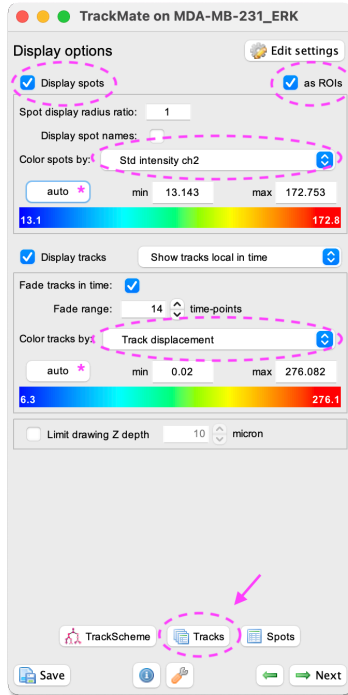 TrackMate on MDA-MB-231_ERK
Display options
Edit settings
Display spots
as ROIs
Spot display radius ratio: 1
Display spot names:
Color spots by: Std intensity ch2
auto * min 13.143 max 172.753
13.1 172.8
Display tracks Show tracks local in time
Fade tracks in time:
Fade range: 14 time-points
Color tracks by: Track displacement
auto * min 0.02 max 276.082
6.3 276.1
Limit drawing Z depth 10 micron
TrackScheme Tracks Spots
Save Next